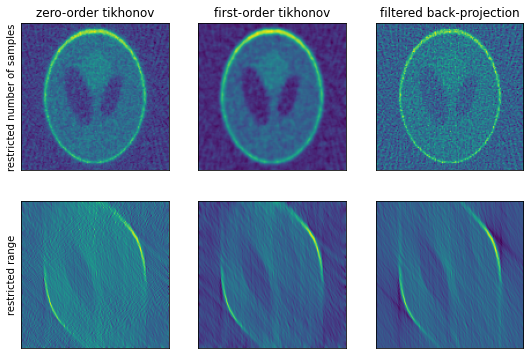 zero-order tikhonov
first-order tikhonov
filtered back-projection
restricted number of samples
restricted range